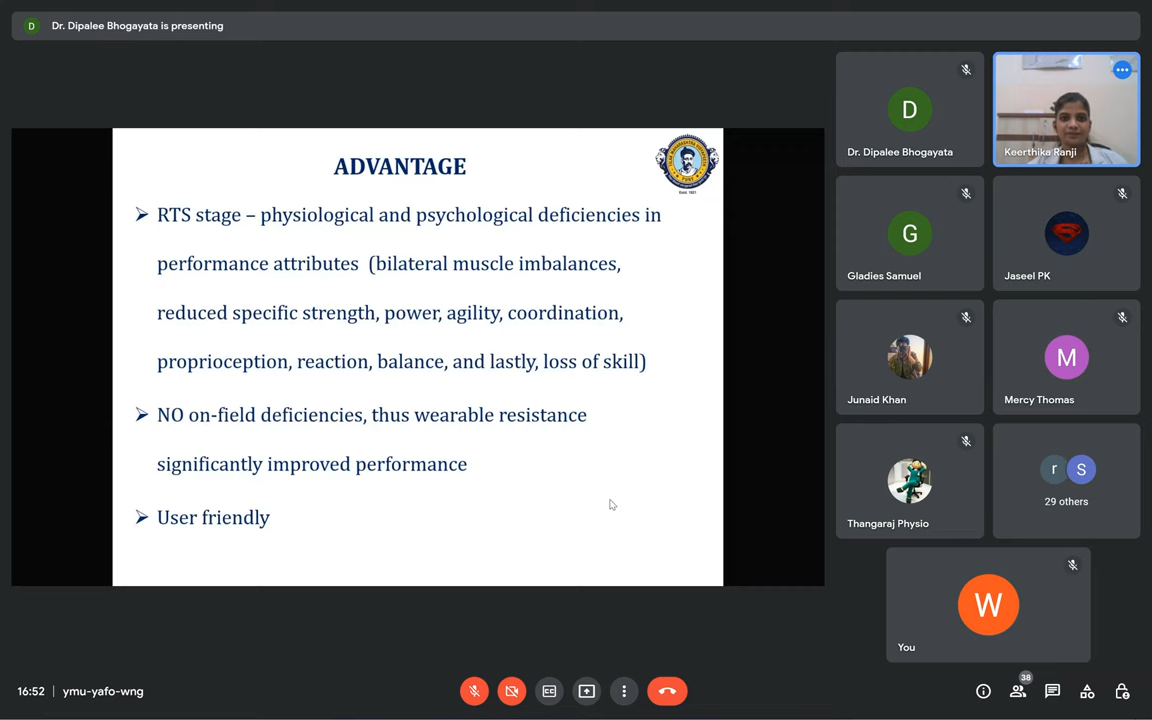 D
Dr. Dipalee Bhogayata is presenting
ADVANTAGE
➢ RTS stage – physiological and psychological deficiencies in
performance attributes (bilateral muscle imbalances,
reduced specific strength, power, agility, coordination,
proprioception, reaction, balance, and lastly, loss of skill)
➢ NO on-field deficiencies, thus wearable resistance
significantly improved performance
➢ User friendly
D
Dr. Dipalee Bhogayata
Keerthika Ranji
G
Gladies Samuel
Jaseel PK
Junaid Khan
M
Mercy Thomas
Thangaraj Physio
r S
29 others
W
You
16:52 | ymu-yafo-wng
CC
38